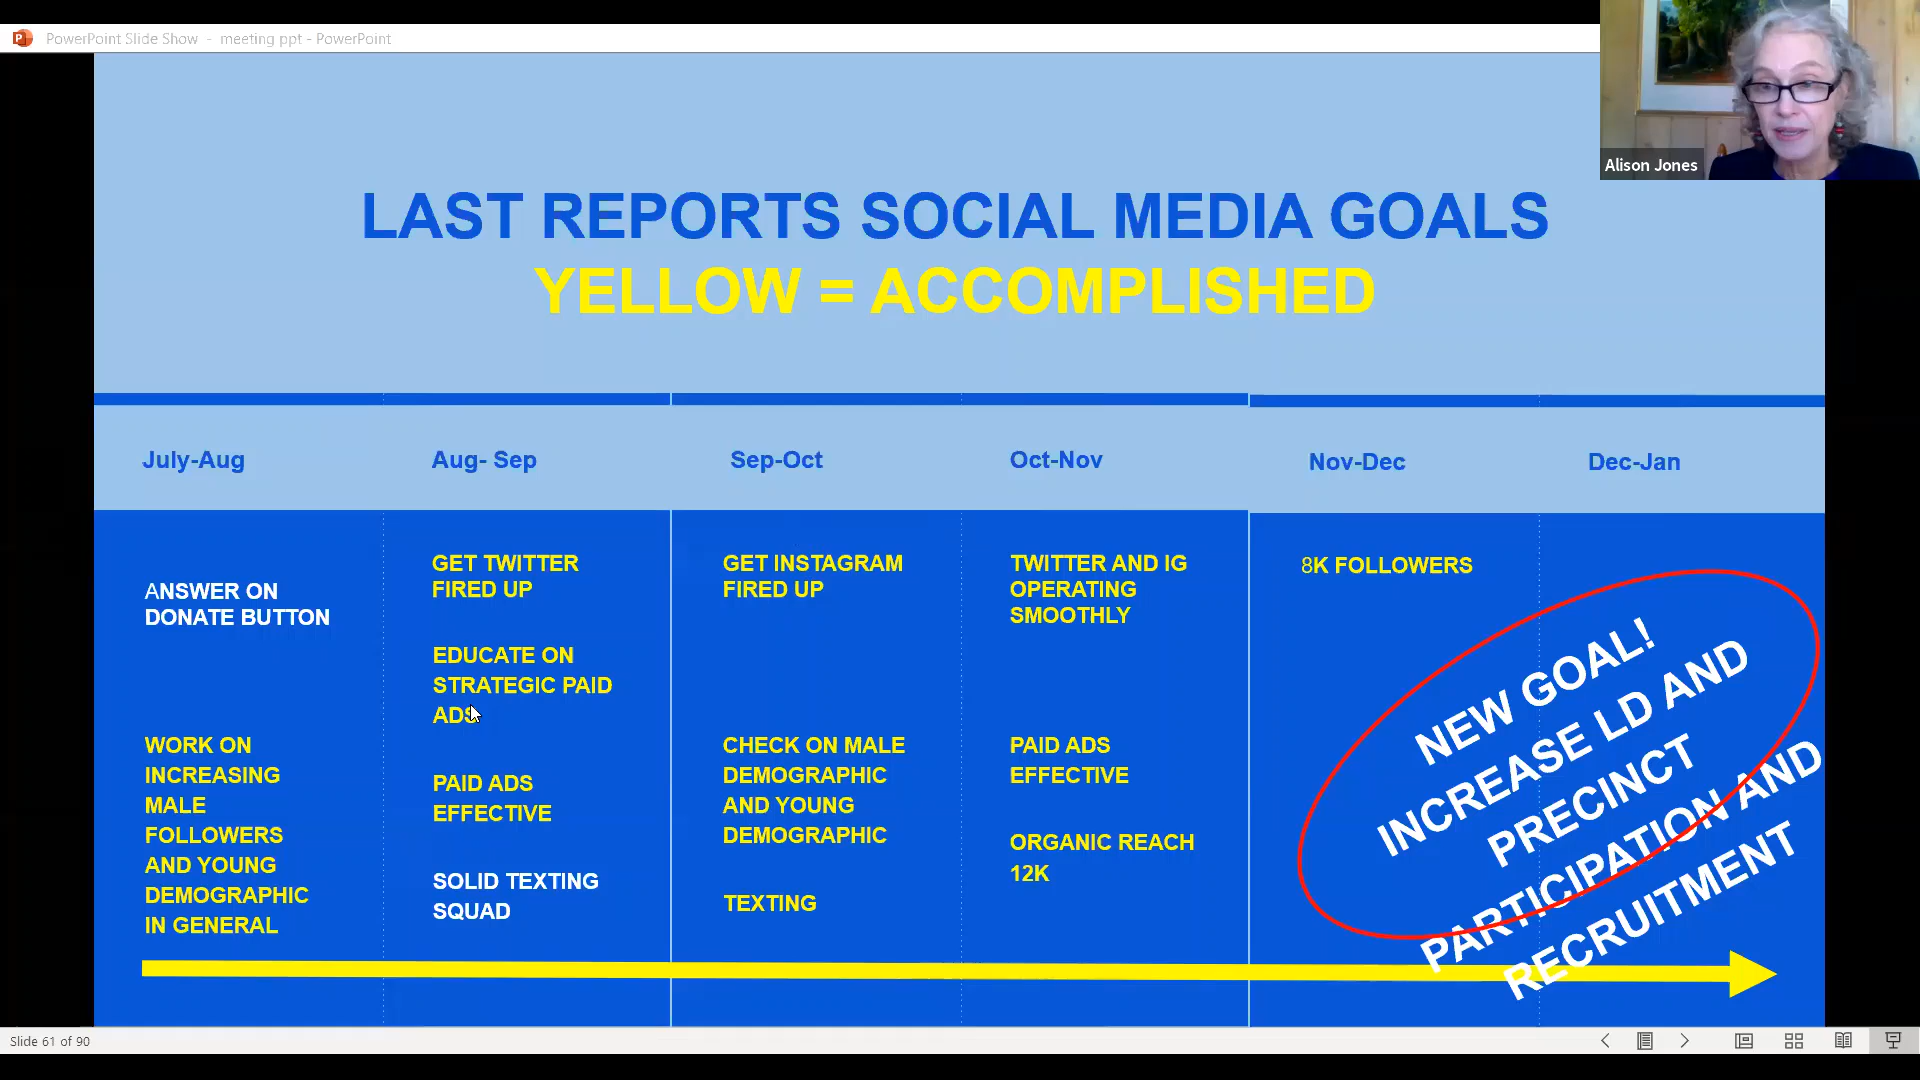 PowerPoint Slide Show - meeting ppt - PowerPoint
Alison Jones
LAST REPORTS SOCIAL MEDIA GOALS
YELLOW = ACCOMPLISHED
July-Aug
Aug- Sep
Sep-Oct
Oct-Nov
Nov-Dec
Dec-Jan
ANSWER ON
DONATE BUTTON
WORK ON
INCREASING
MALE
FOLLOWERS
AND YOUNG
DEMOGRAPHIC
IN GENERAL
GET TWITTER
FIRED UP
EDUCATE ON
STRATEGIC PAID
ADS
PAID ADS
EFFECTIVE
SOLID TEXTING
SQUAD
GET INSTAGRAM
FIRED UP
CHECK ON MALE
DEMOGRAPHIC
AND YOUNG
DEMOGRAPHIC
TEXTING
TWITTER AND IG
OPERATING
SMOOTHLY
PAID ADS
EFFECTIVE
ORGANIC REACH
12K
8K FOLLOWERS
NEW GOAL!
INCREASE LD AND
PRECINCT
PARTICIPATION AND
RECRUITMENT
Slide 61 of 90